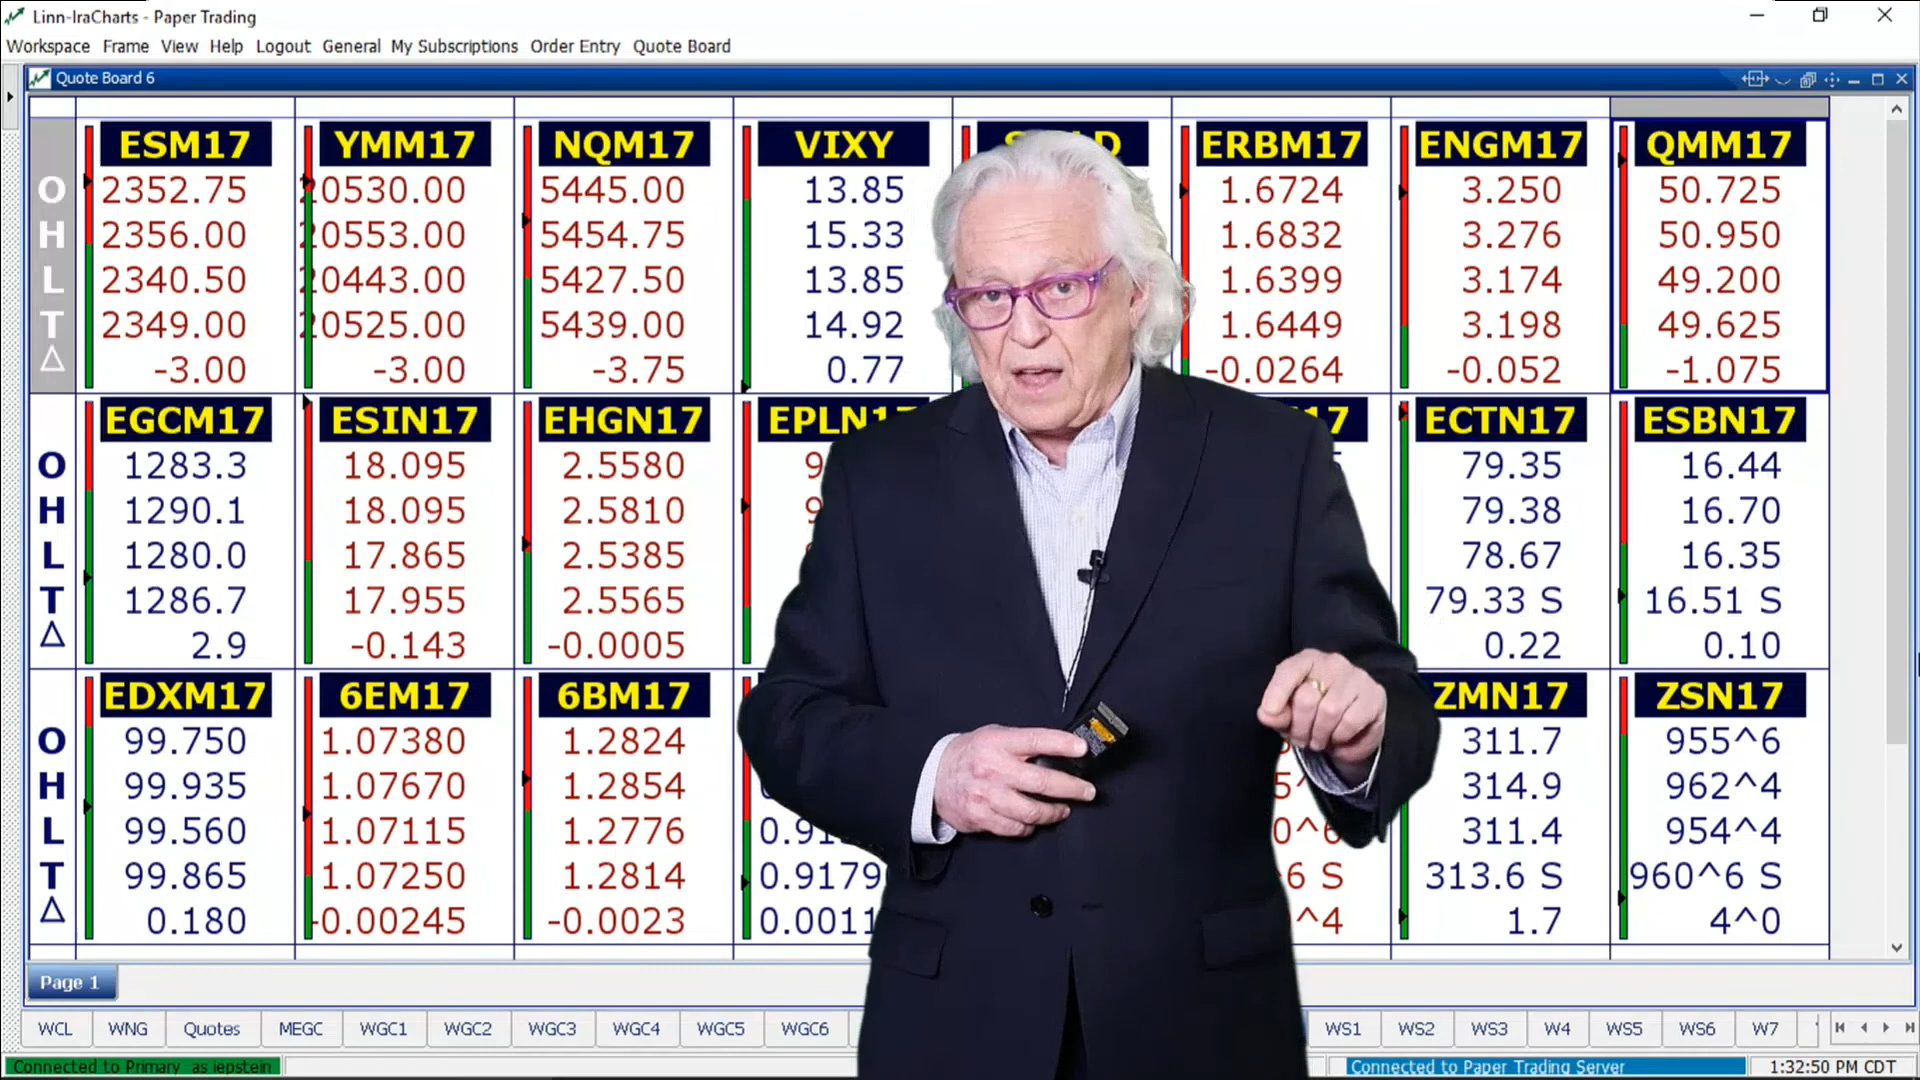 Linn-IraCharts - Paper Trading
Workspace Frame View Help Logout General My Subscriptions Order Entry Quote Board
Quote Board 6
ESM17 YMM17 NQM17 VIXY ERBM17 ENGM17 QMM17
O 2352.75 20530.00 5445.00 13.85 1.6724 3.250 50.725
H 2356.00 20553.00 5454.75 15.33 1.6832 3.276 50.950
L 2340.50 20443.00 5427.50 13.85 1.6399 3.174 49.200
T 2349.00 20525.00 5439.00 14.92 1.6449 3.198 49.625
Δ -3.00 -3.00 -3.75 0.77 -0.0264 -0.052 -1.075
EGCM17 ESIN17 EHGN17 EPLN17 ECTN17 ESBN17
O 1283.3 18.095 2.5580 79.35 16.44
H 1290.1 18.095 2.5810 79.38 16.70
L 1280.0 17.865 2.5385 78.67 16.35
T 1286.7 17.955 2.5565 79.33 S 16.51 S
Δ 2.9 -0.143 -0.0005 0.22 0.10
EDXM17 6EM17 6BM17 ZMN17 ZSN17
O 99.750 1.07380 1.2824 311.7 955^6
H 99.935 1.07670 1.2854 314.9 962^4
L 99.560 1.07115 1.2776 311.4 954^4
T 99.865 1.07250 1.2814 0.9179 313.6 S 960^6 S
Δ 0.180 -0.00245 -0.0023 0.0011 1.7 4^0
Page 1
WCL WNG Quotes MEGC WGC1 WGC2 WGC3 WGC4 WGC5 WGC6 WS1 WS2 WS3 W4 WS5 WS6 W7
Connected to Primary as iepstein Connected to Paper Trading Server 1:32:50 PM CDT